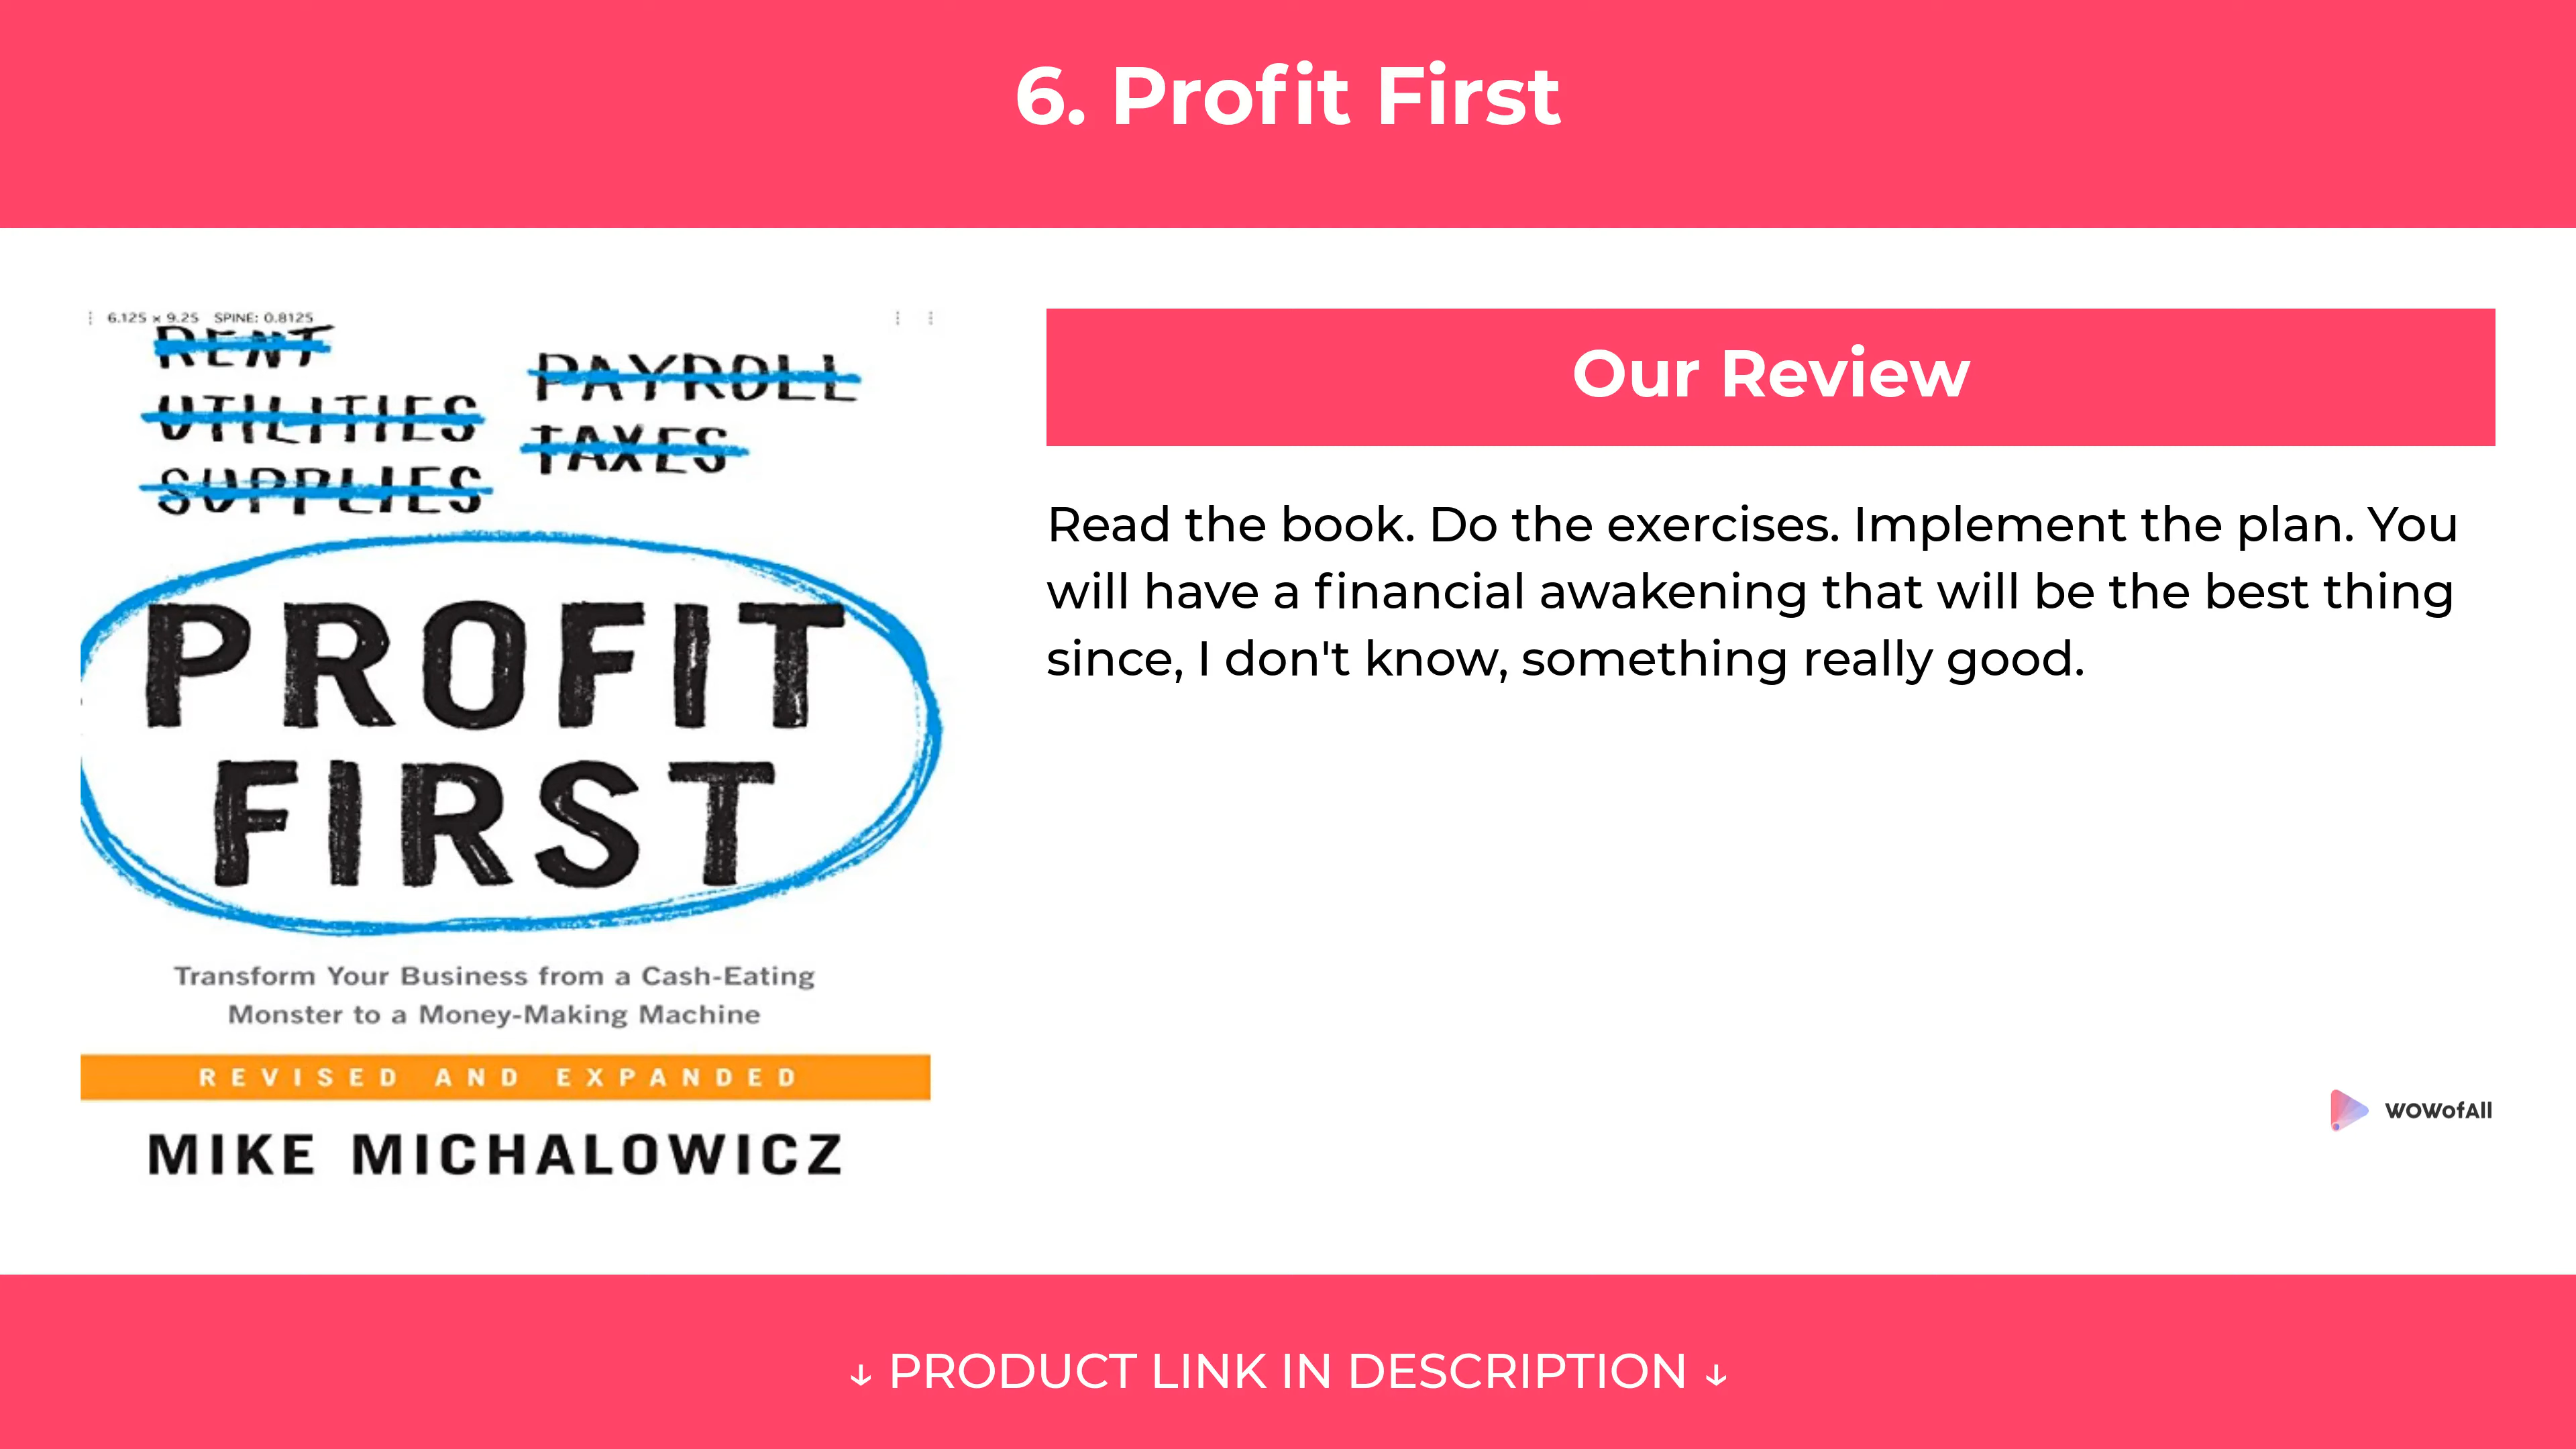 6. Profit First
6.125 x 9.25 SPINE: 0.8125
RENT
UTILITIES
SUPPLIES
PAYROLL
TAXES
PROFIT
FIRST
Transform Your Business from a Cash-Eating
Monster to a Money-Making Machine
REVISED AND EXPANDED
MIKE MICHALOWICZ
Our Review
Read the book. Do the exercises. Implement the plan. You
will have a financial awakening that will be the best thing
since, I don't know, something really good.
WOWofAll
↓ PRODUCT LINK IN DESCRIPTION ↓